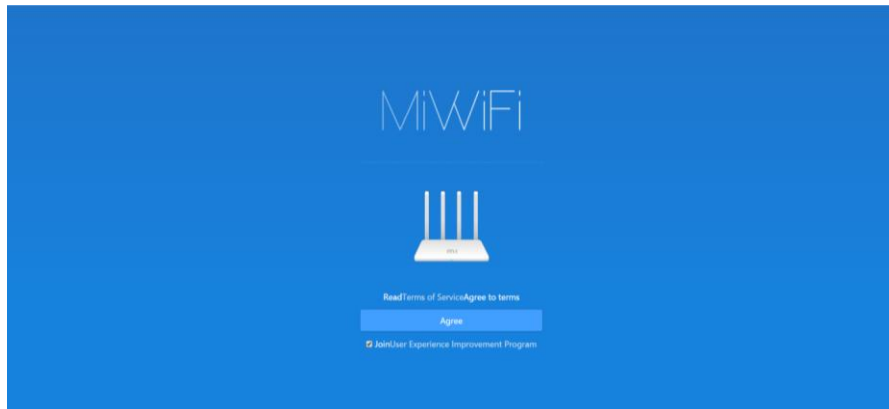 MiWiFi
ReadTerms of ServiceAgree to terms
Agree
JoinUser Experience Improvement Program